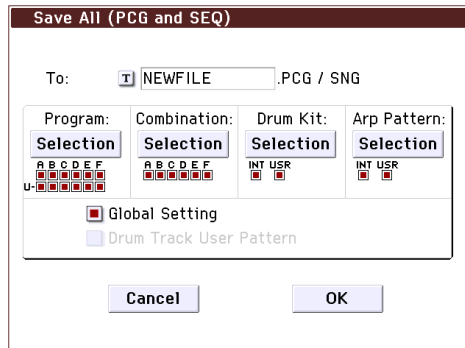 Save All (PCG and SEQ)
To: T NEWFILE .PCG / SNG
Program: Combination: Drum Kit: Arp Pattern:
Selection Selection Selection Selection
A B C D E F A B C D E F INT USR INT USR
U-
Global Setting
Drum Track User Pattern
Cancel OK